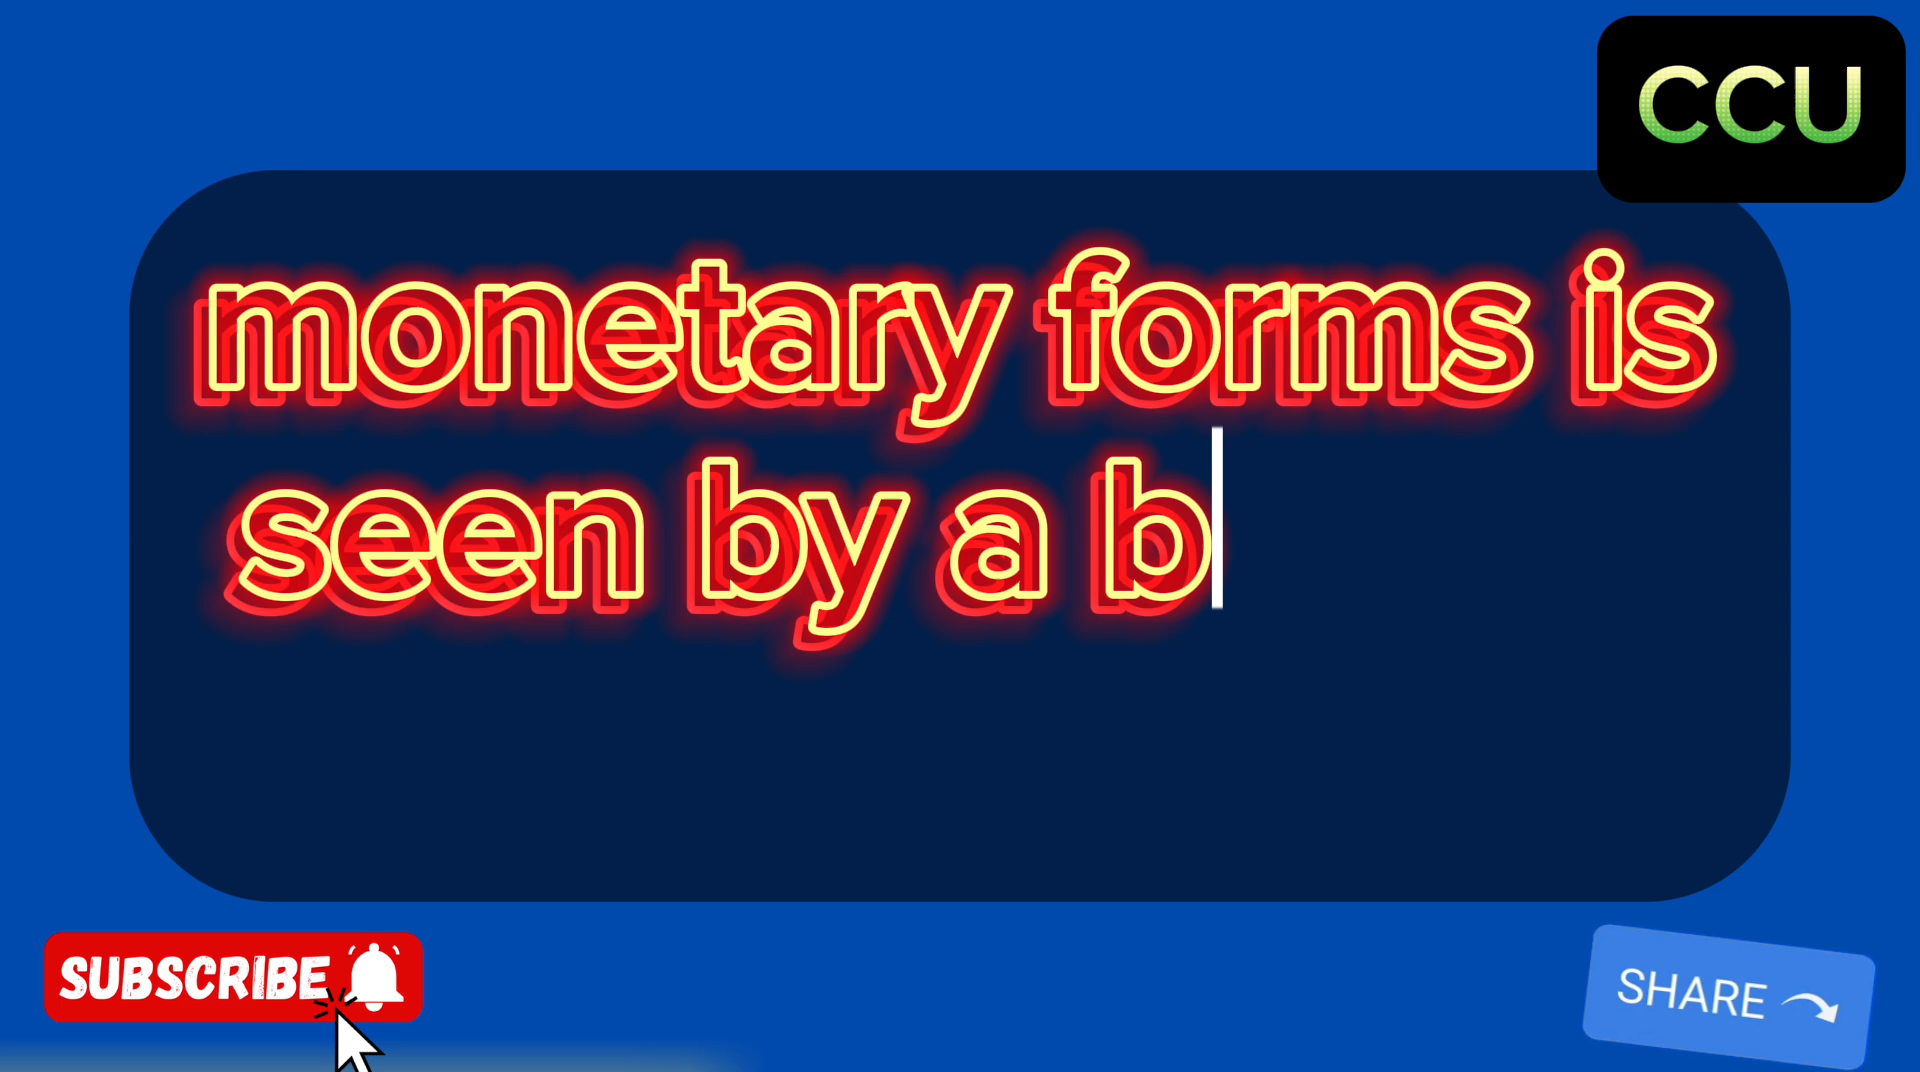 CCU
monetary forms is
seen by a b
SUBSCRIBE
SHARE